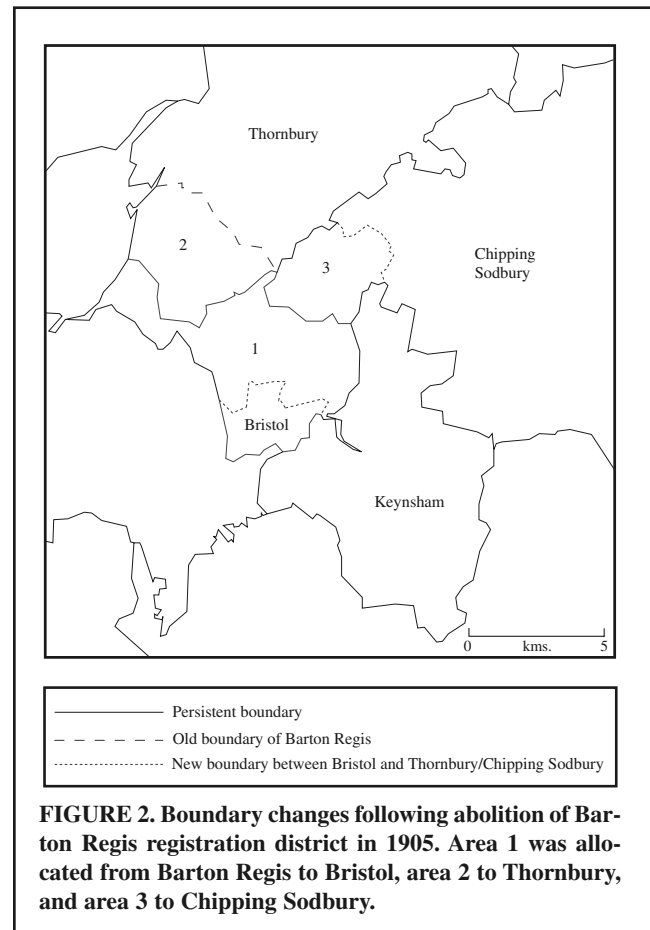 Thornbury
2
3
Chipping
Sodbury
1
Bristol
Keynsham
0 kms. 5
Persistent boundary
Old boundary of Barton Regis
New boundary between Bristol and Thornbury/Chipping Sodbury
FIGURE 2. Boundary changes following abolition of Bar-
ton Regis registration district in 1905. Area 1 was allo-
cated from Barton Regis to Bristol, area 2 to Thornbury,
and area 3 to Chipping Sodbury.